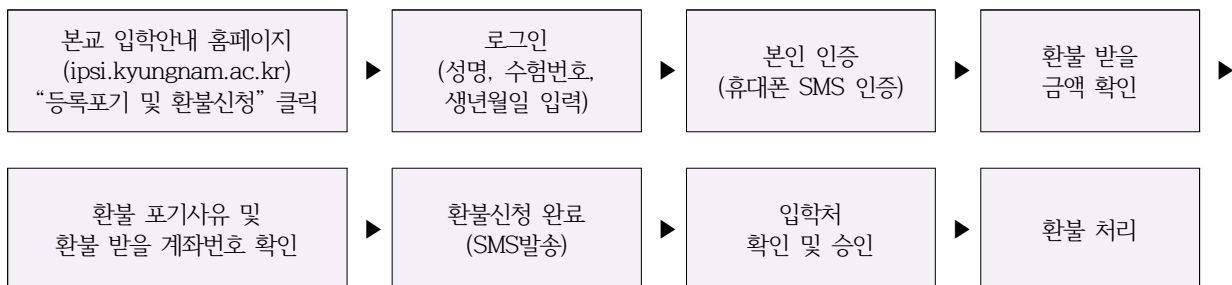 본교 입학안내 홈페이지
(ipsi.kyungnam.ac.kr)
“등록포기 및 환불신청” 클릭
▶
로그인
(성명, 수험번호,
생년월일 입력)
▶
본인 인증
(휴대폰 SMS 인증)
▶
환불 받을
금액 확인
▶
환불 포기사유 및
환불 받을 계좌번호 확인
▶
환불신청 완료
(SMS발송)
▶
입학처
확인 및 승인
▶
환불 처리